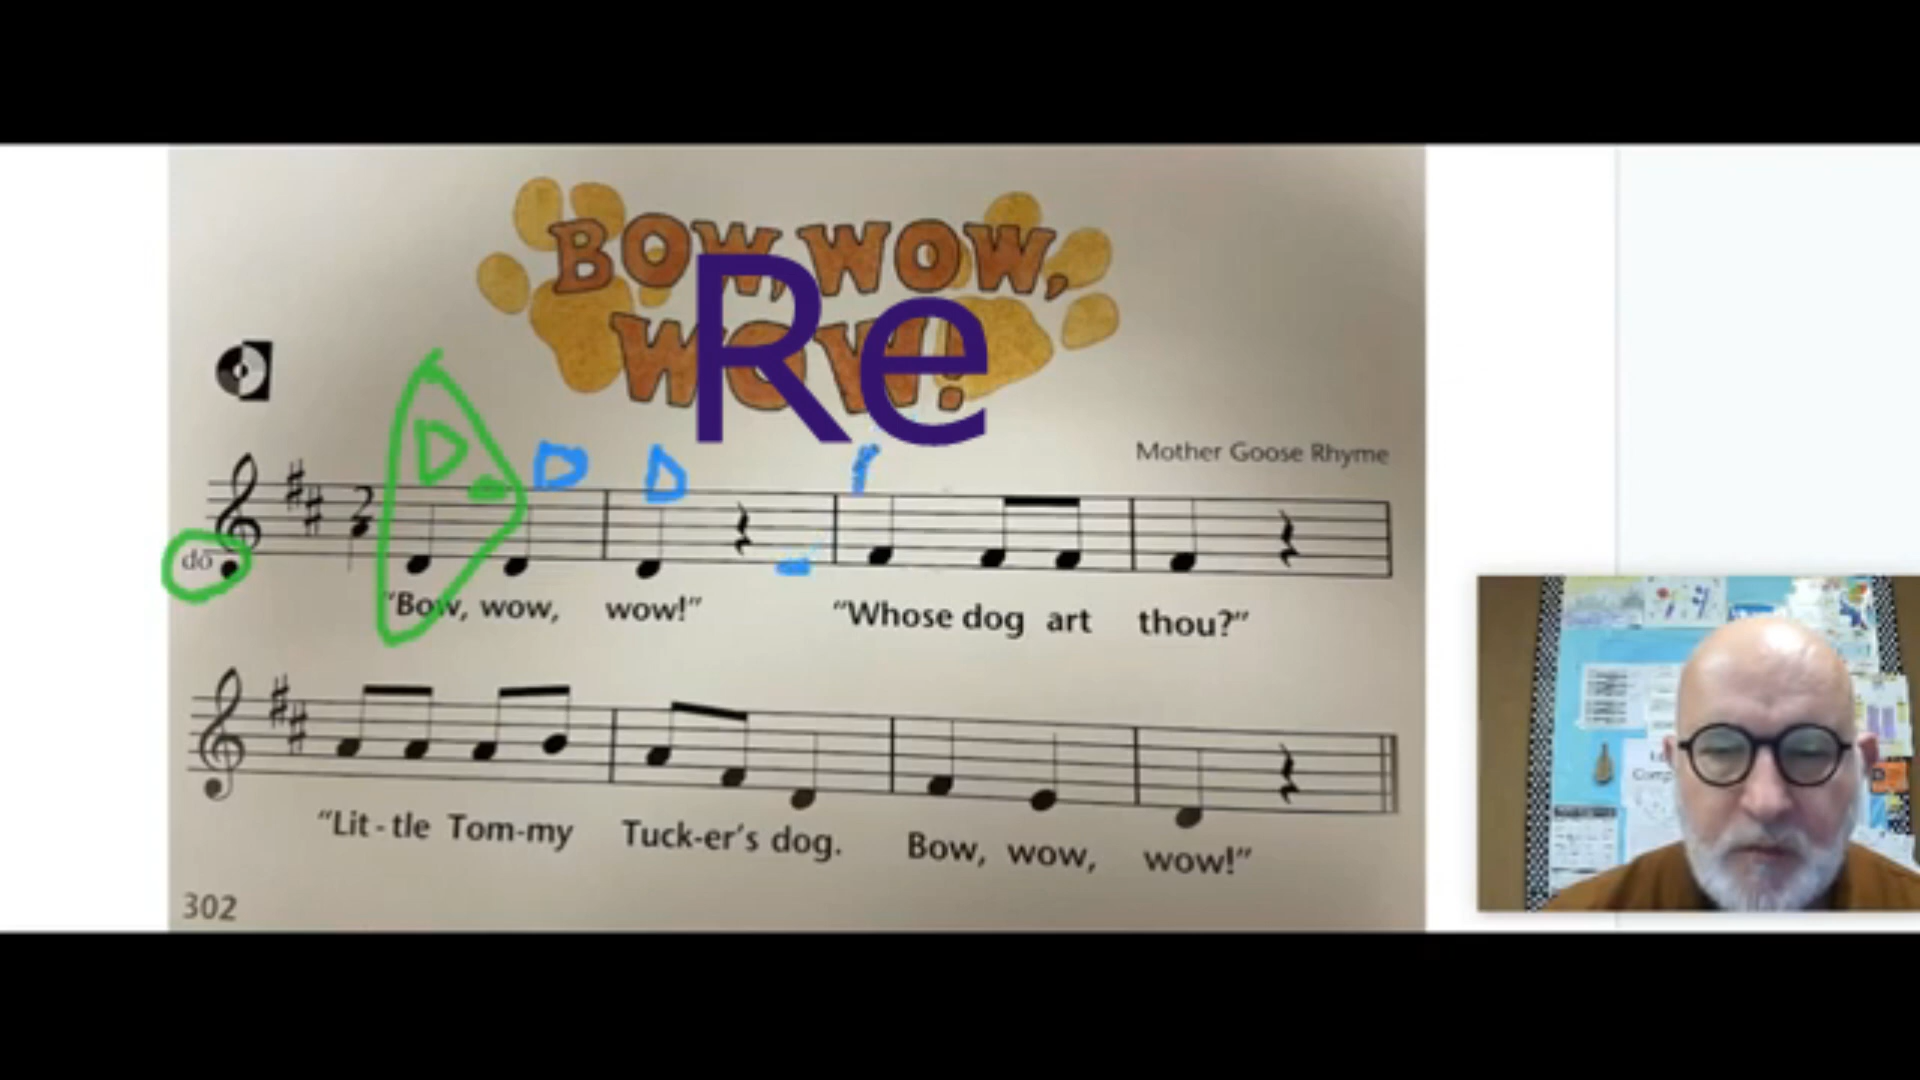 BOW, WOW,
WOW!
Re
Mother Goose Rhyme
D D D
2
do
"Bow, wow, wow!" "Whose dog art thou?"
"Lit-tle Tom-my Tuck-er's dog. Bow, wow, wow!"
302